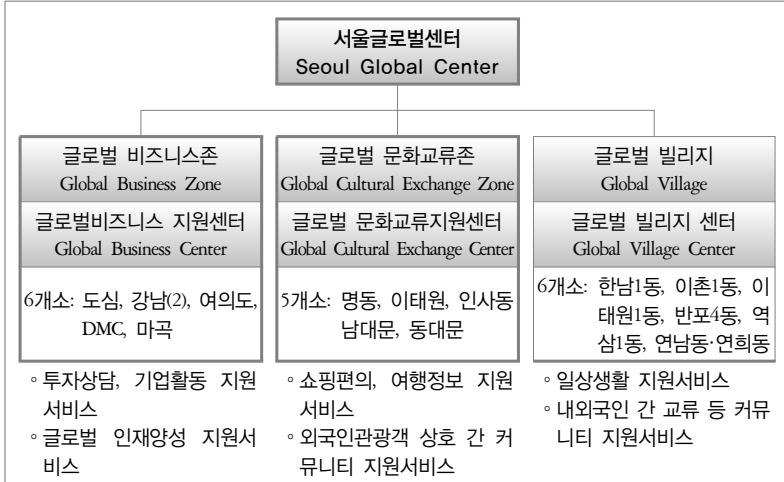 서울글로벌센터
Seoul Global Center
글로벌 비즈니스존
Global Business Zone
글로벌비즈니스 지원센터
Global Business Center
6개소: 도심, 강남(2), 여의도,
DMC, 마곡
◦ 투자상담, 기업활동 지원
서비스
◦ 글로벌 인재양성 지원서
비스
글로벌 문화교류존
Global Cultural Exchange Zone
글로벌 문화교류지원센터
Global Cultural Exchange Center
5개소: 명동, 이태원, 인사동
남대문, 동대문
◦ 쇼핑편의, 여행정보 지원
서비스
◦ 외국인관광객 상호 간 커
뮤니티 지원서비스
글로벌 빌리지
Global Village
글로벌 빌리지 센터
Global Village Center
6개소: 한남1동, 이촌1동, 이
태원1동, 반포4동, 역
삼1동, 연남동·연희동
◦ 일상생활 지원서비스
◦ 내외국인 간 교류 등 커뮤
니티 지원서비스